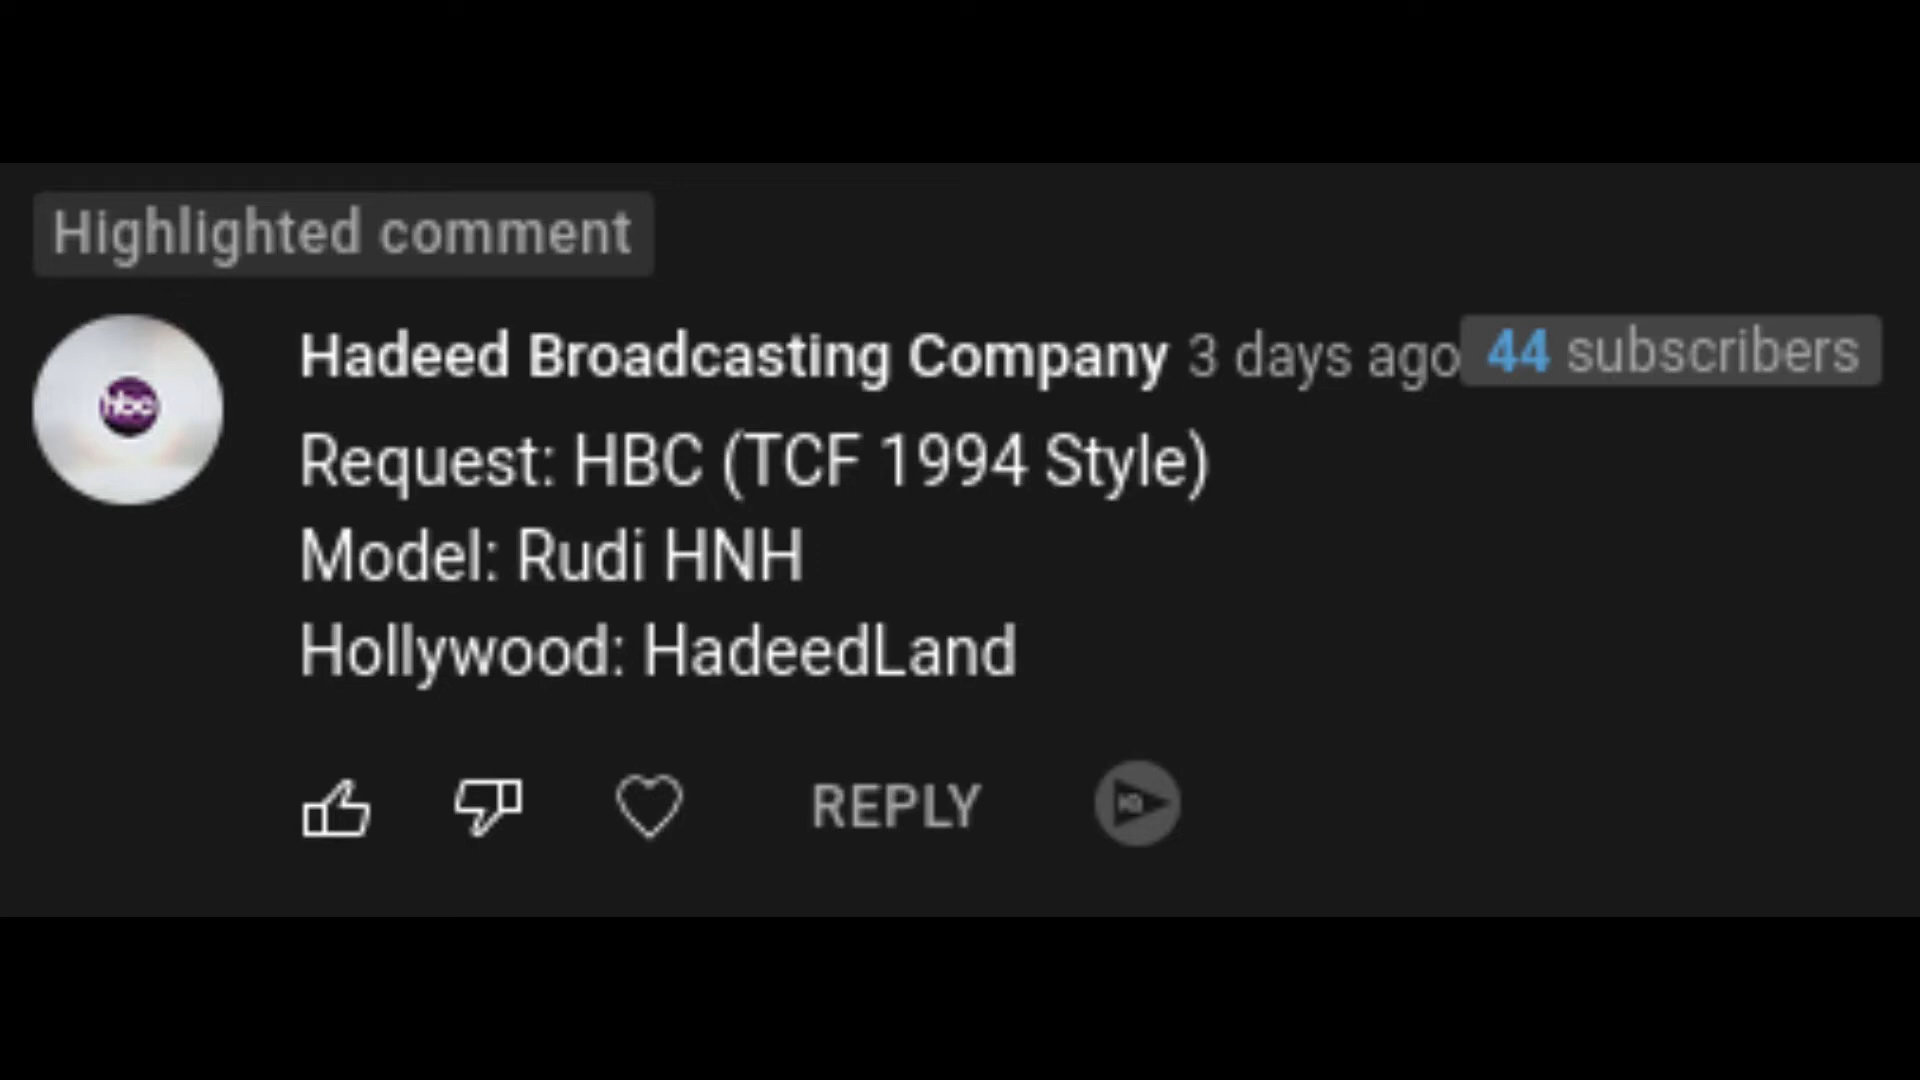 Highlighted comment
hbc
Hadeed Broadcasting Company 3 days ago 44 subscribers
Request: HBC (TCF 1994 Style)
Model: Rudi HNH
Hollywood: HadeedLand
REPLY